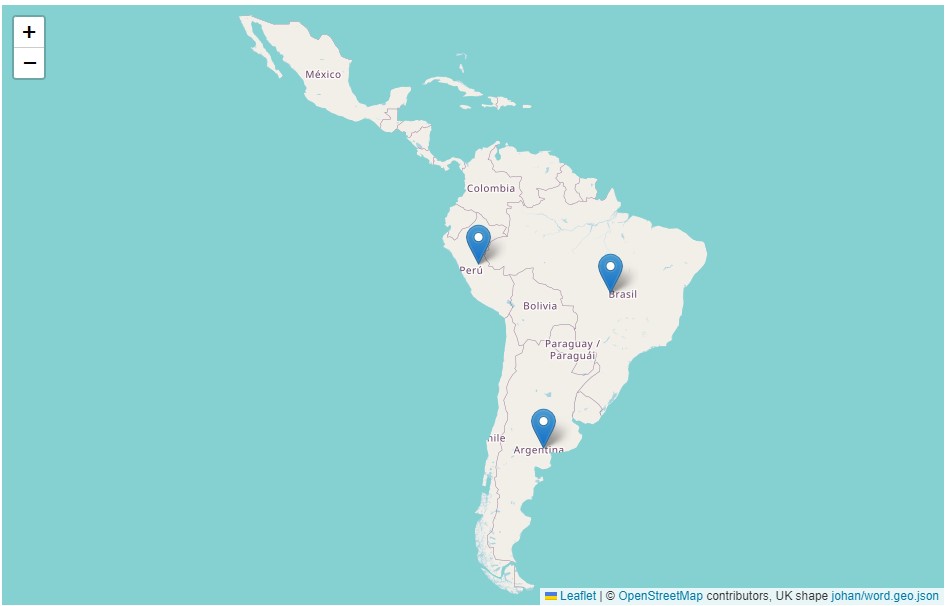 +
−
México
Colombia
Perú
Brasil
Bolivia
Paraguay /
Paraguái
hile
Argentina
Leaflet | © OpenStreetMap contributors, UK shape johan/word.geo.json